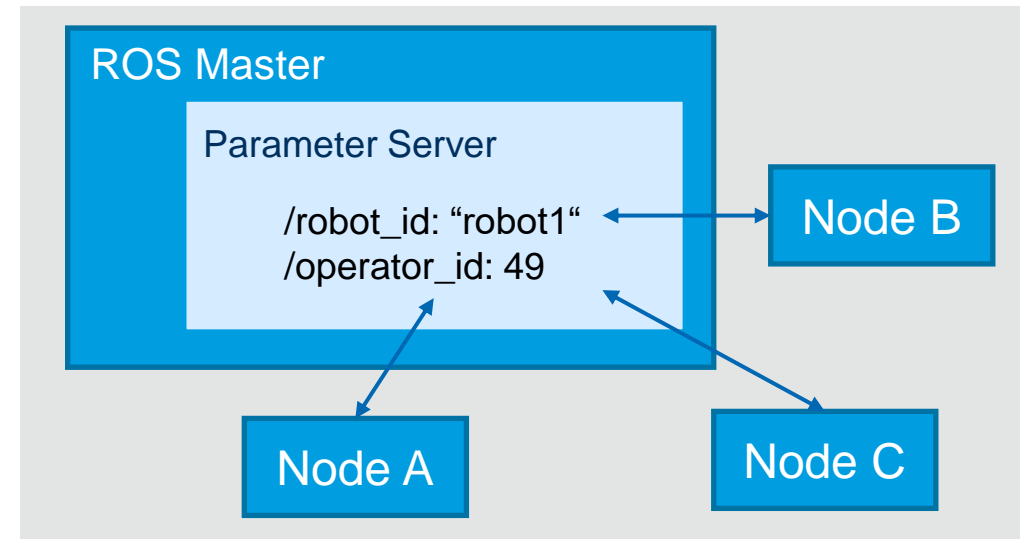 ROS Master
Parameter Server
/robot_id: “robot1“
/operator_id: 49
Node B
Node A
Node C